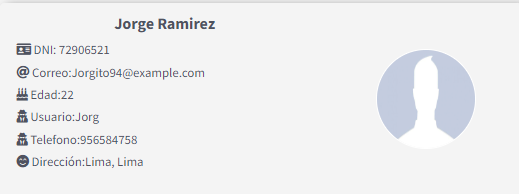 Jorge Ramirez
DNI: 72906521
Correo:Jorgito94@example.com
Edad:22
Usuario:Jorg
Telefono:956584758
Dirección:Lima, Lima